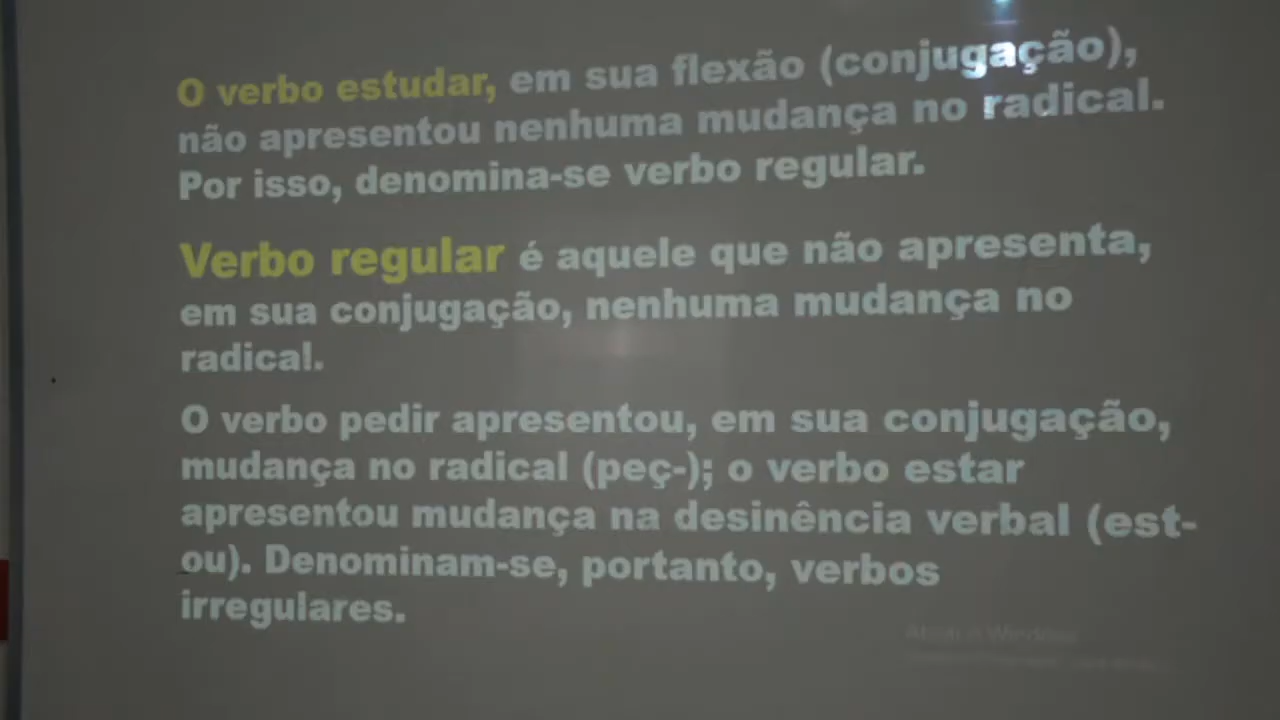 O verbo estudar, em sua flexão (conjugação),
não apresentou nenhuma mudança no radical.
Por isso, denomina-se verbo regular.
Verbo regular é aquele que não apresenta,
em sua conjugação, nenhuma mudança no
radical.
O verbo pedir apresentou, em sua conjugação,
mudança no radical (peç-); o verbo estar
apresentou mudança na desinência verbal (est-
ou). Denominam-se, portanto, verbos
irregulares.